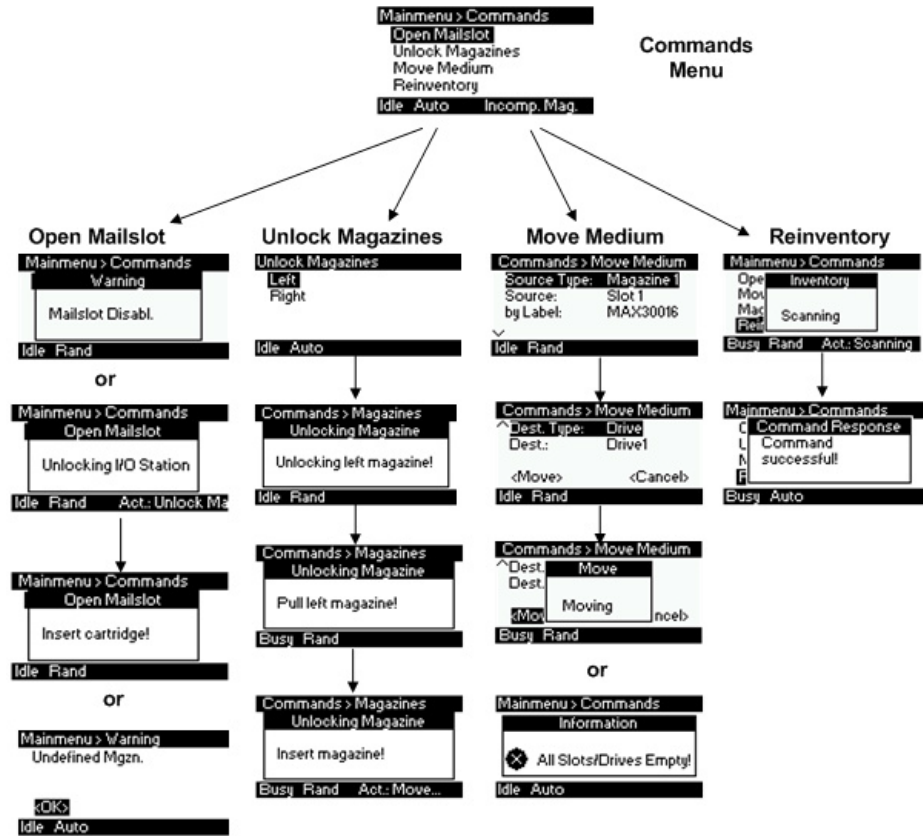 Mainmenu > Commands
Open Mailslot
Unlock Magazines
Move Medium
Reinventory
Idle Auto Incomp. Mag.
Commands
Menu
Open Mailslot
Mainmenu > Commands
Warning
Mailslot Disabl.
Idle Rand
or
Mainmenu > Commands
Open Mailslot
Unlocking I/O Station
Idle Rand Act.: Unlock Ma
Mainmenu > Commands
Open Mailslot
Insert cartridge!
Idle Rand
or
Mainmenu > Warning
Undefined Mgzn.
<OK>
Idle Auto
Unlock Magazines
Unlock Magazines
Left
Right
Idle Auto
Commands > Magazines
Unlocking Magazine
Unlocking left magazine!
Idle Rand
Commands > Magazines
Unlocking Magazine
Pull left magazine!
Busy Rand
Commands > Magazines
Unlocking Magazine
Insert magazine!
Busy Rand Act.: Move...
Move Medium
Commands > Move Medium
Source Type: Magazine 1
Source: Slot 1
by Label: MAX30016
Idle Rand
Commands > Move Medium
Dest. Type: Drive
Dest.: Drive1
<Move> <Cancel>
Idle Rand
Commands > Move Medium
Dest. Move
Dest.
Moving
<Mov ncel>
Busy Rand
or
Mainmenu > Commands
Information
All Slots/Drives Empty!
Idle Auto
Reinventory
Mainmenu > Commands
Ope Inventory
Mov
Mag Scanning
Rei
Busy Rand Act.: Scanning
Mainmenu > Commands
Command Response
Command
successful!
Busy Auto